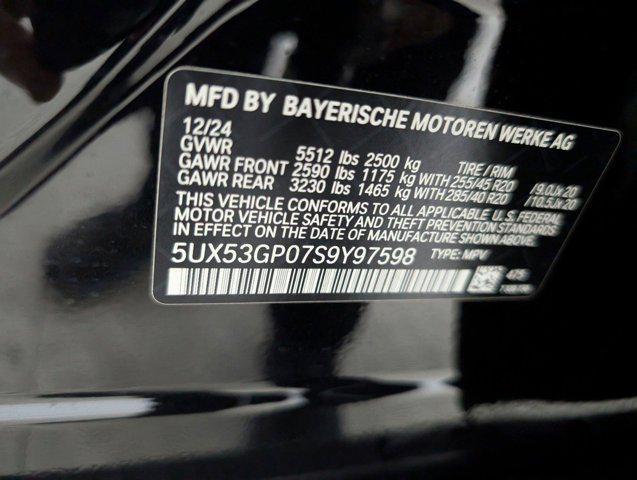 MFD BY BAYERISCHE MOTOREN WERKE AG
12/24
GVWR 5512 lbs 2500 kg TIRE / RIM
GAWR FRONT 2590 lbs 1175 kg WITH 255/45 R20 /9.0Jx20
GAWR REAR 3230 lbs 1465 kg WITH 285/40 R20 /10.5Jx20
THIS VEHICLE CONFORMS TO ALL APPLICABLE U.S. FEDERAL
MOTOR VEHICLE SAFETY AND THEFT PREVENTION STANDARDS
IN EFFECT ON THE DATE OF MANUFACTURE SHOWN ABOVE.
5UX53GP07S9Y97598 TYPE: MPV